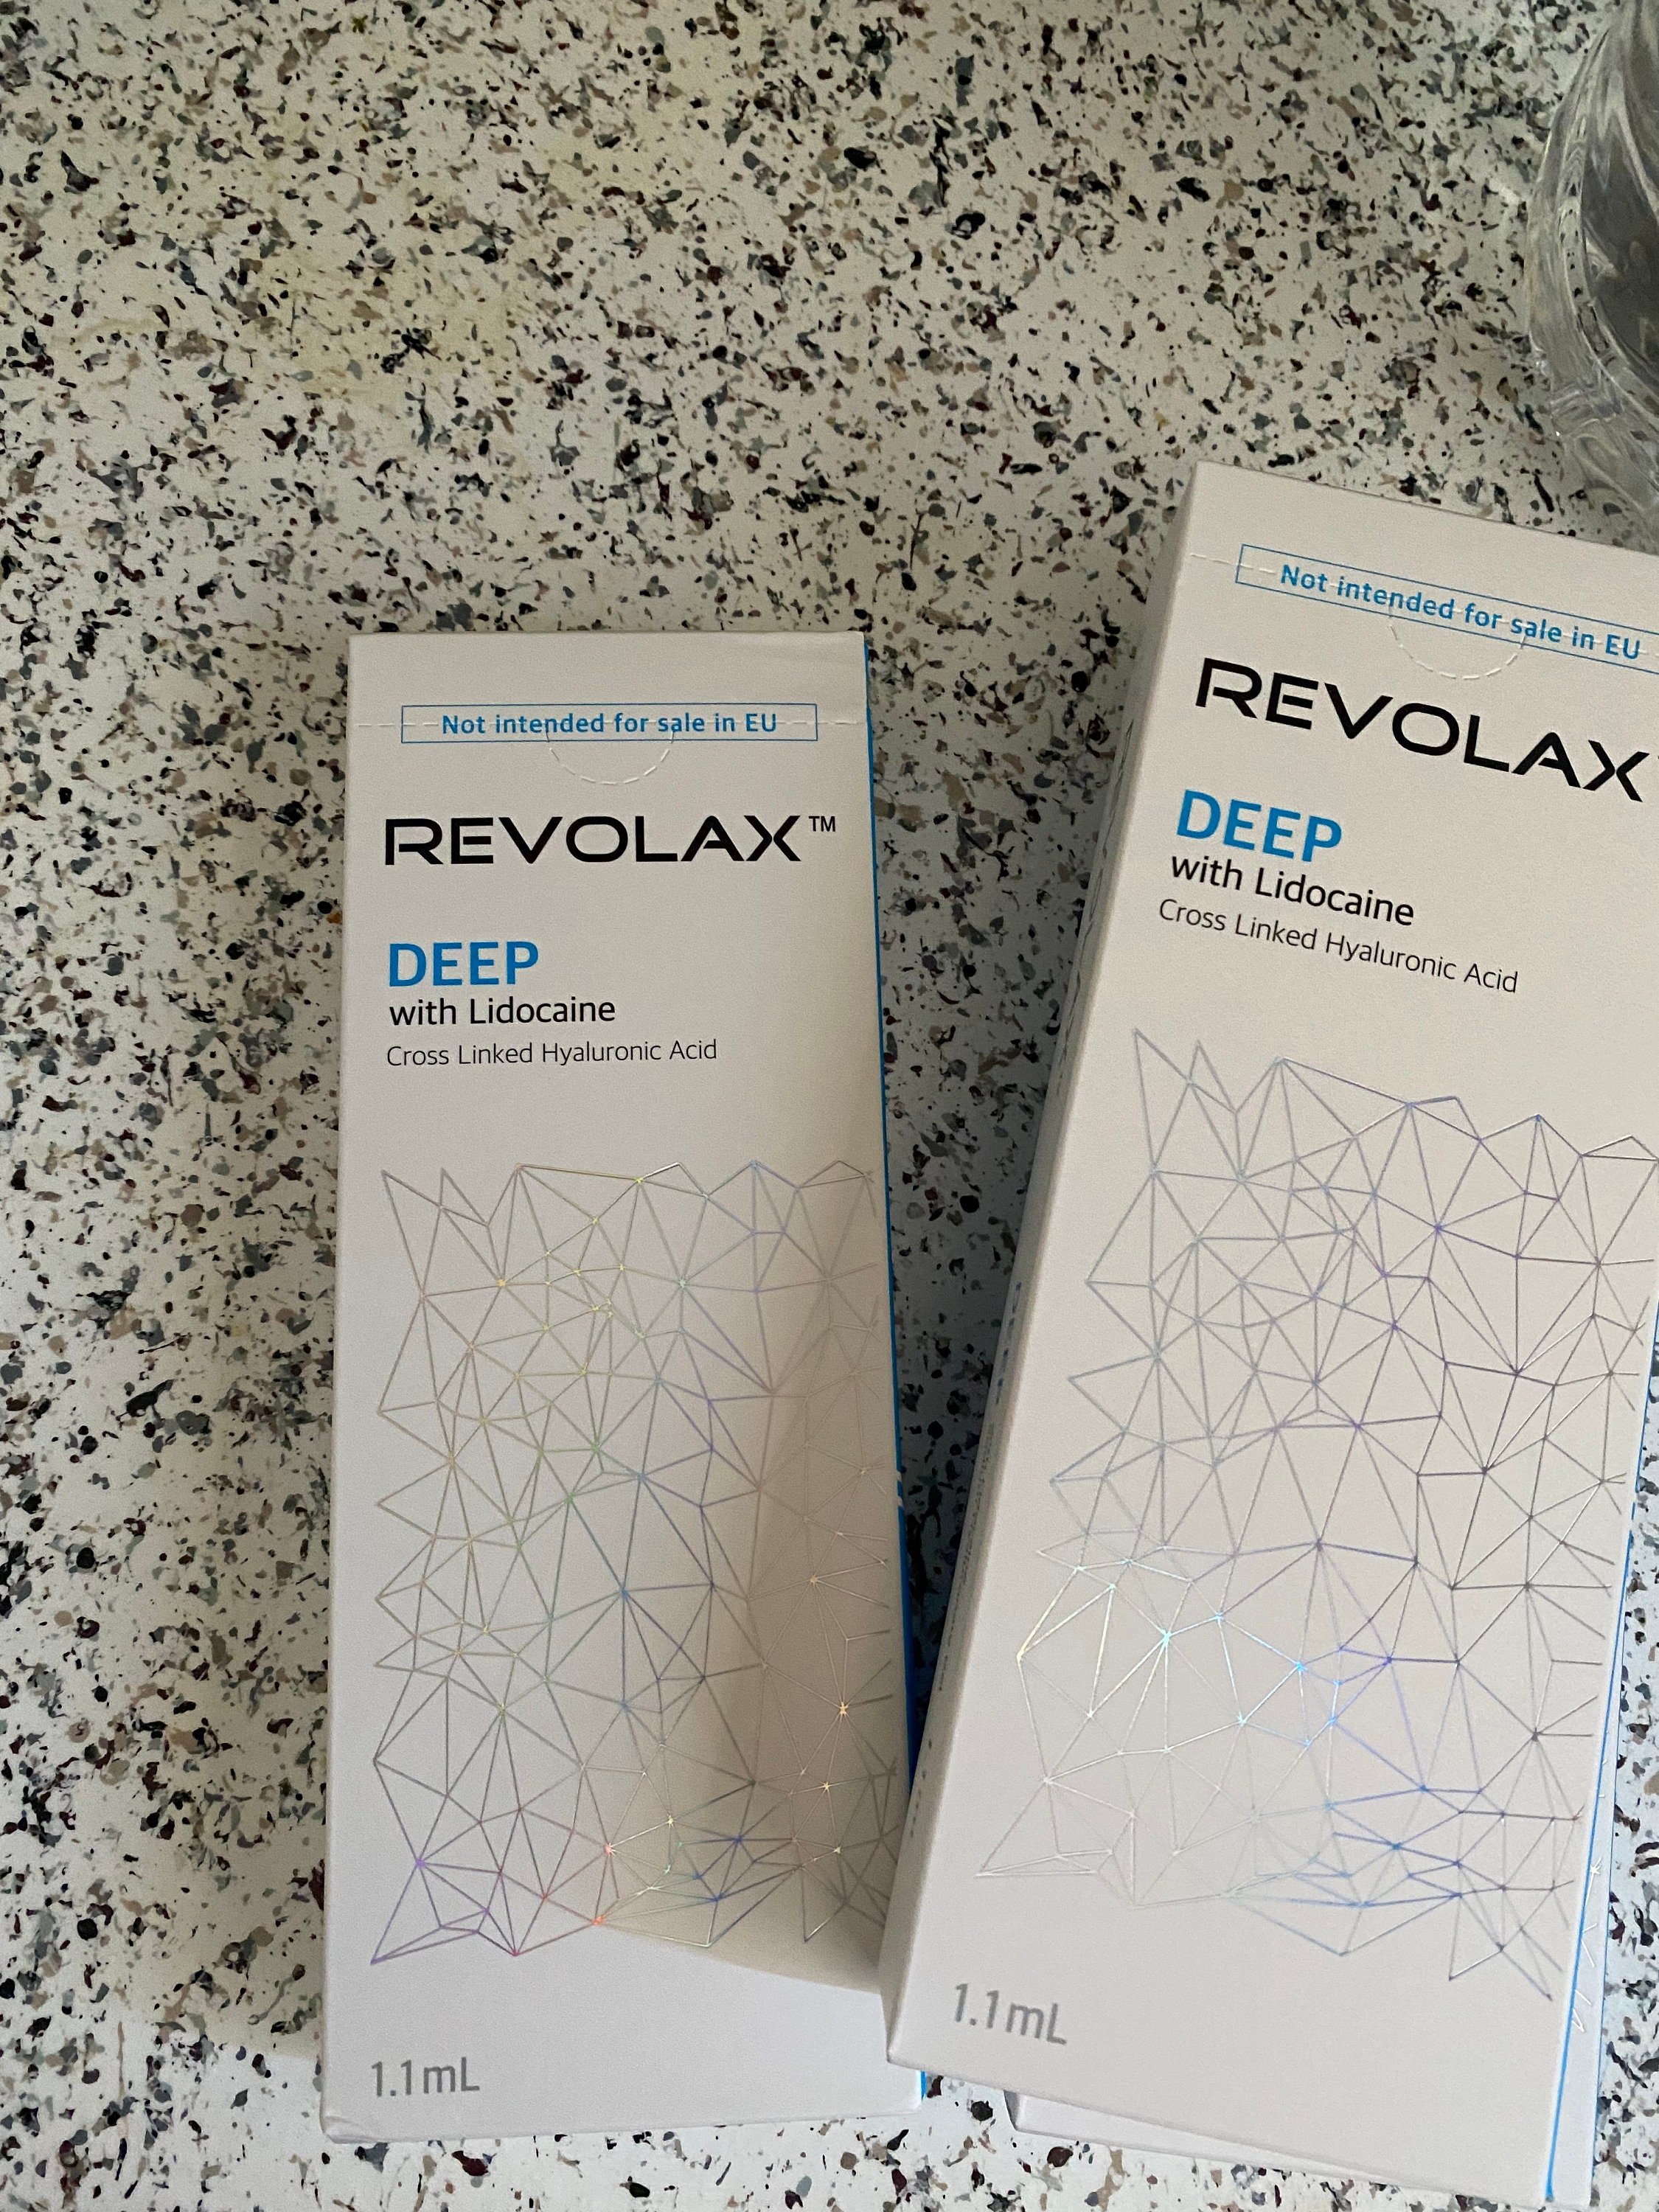 Not intended for sale in EU
REVOLAX™
DEEP
with Lidocaine
Cross Linked Hyaluronic Acid
1.1mL
Not intended for sale in EU
REVOLAX™
DEEP
with Lidocaine
Cross Linked Hyaluronic Acid
1.1mL